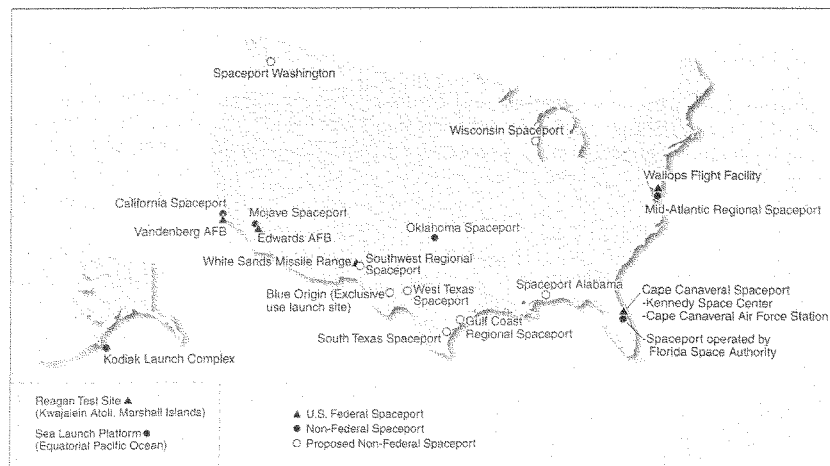 Spaceport Washington
Wisconsin Spaceport
Wallops Flight Facility
Mid-Atlantic Regional Spaceport
California Spaceport
Vandenberg AFB
Mojave Spaceport
Edwards AFB
Oklahoma Spaceport
White Sands Missile Range
Southwest Regional
Spaceport
Blue Origin (Exclusive
use launch site)
West Texas
Spaceport
Spaceport Alabama
Cape Canaveral Spaceport
-Kennedy Space Center
-Cape Canaveral Air Force Station
South Texas Spaceport
Gulf Coast
Regional Spaceport
-Spaceport operated by
Florida Space Authority
Kodiak Launch Complex
Reagan Test Site
(Kwajalein Atoll, Marshall Islands)
Sea Launch Platform
(Equatorial Pacific Ocean)
U.S. Federal Spaceport
Non-Federal Spaceport
Proposed Non-Federal Spaceport